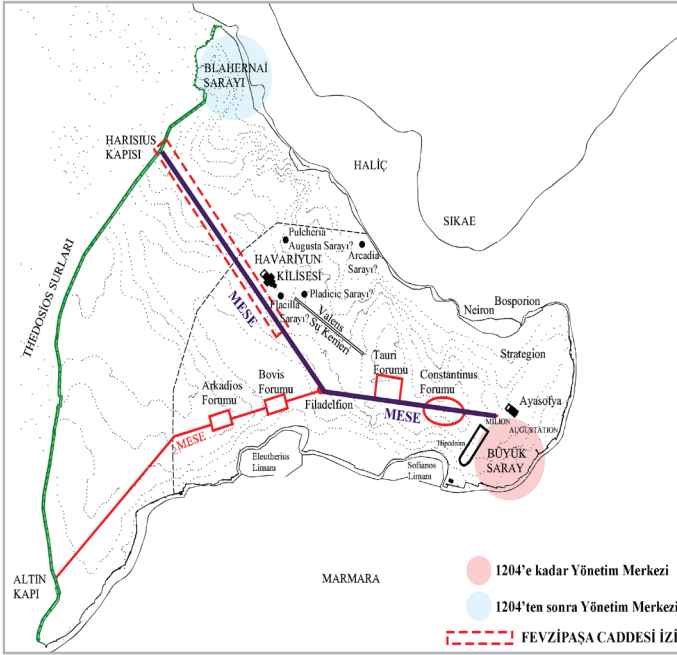 BLAHERNAİ
SARAYI
HARISIUS
KAPISI
HALİÇ
SIKAE
THEDOSİOS SURLARI
Pulcheria
Augusta Sarayı?
Arcadia
Sarayı?
HAVARİYUN
KİLİSESİ
Pladiciç Sarayı?
Flacilla
Sarayı?
MESE
Valens
Su Kemeri
Neiron
Bosporion
Strategion
Tauri
Forumu
Constantinus
Forumu
Bovis
Forumu
Arkadios
Forumu
Filadelfion
MESE
Ayasofya
MILION
AUGUSTATION
Hipodrom
BÜYÜK
SARAY
MESE
Eleutherius
Limanı
Sofianos
Limanı
ALTIN
KAPI
MARMARA
1204'e kadar Yönetim Merkezi
1204'ten sonra Yönetim Merkezi
FEVZİPAŞA CADDESİ İZİ